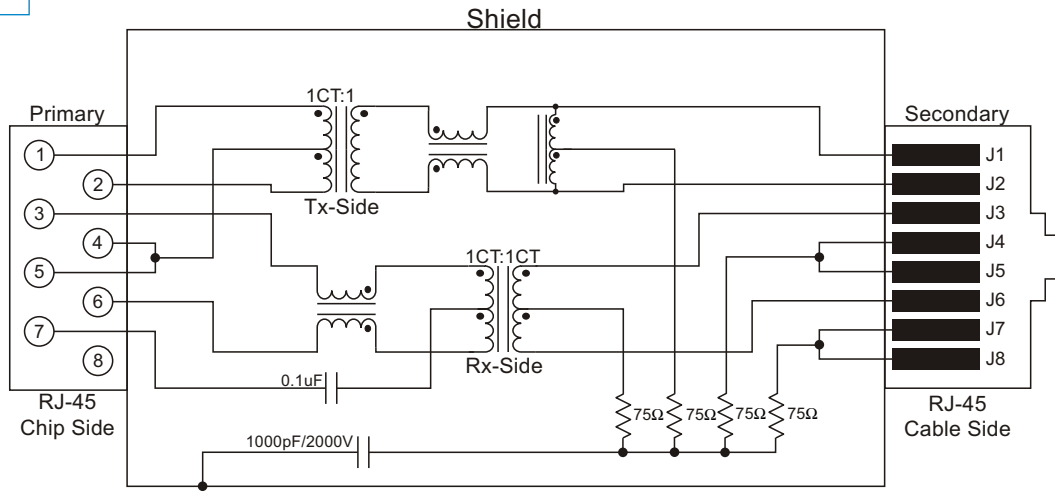 Shield
Primary
1
2
3
4
5
6
7
8
RJ-45
Chip Side
1CT:1
Tx-Side
1CT:1CT
Rx-Side
0.1uF
1000pF/2000V
75Ω
75Ω
75Ω
75Ω
Secondary
J1
J2
J3
J4
J5
J6
J7
J8
RJ-45
Cable Side